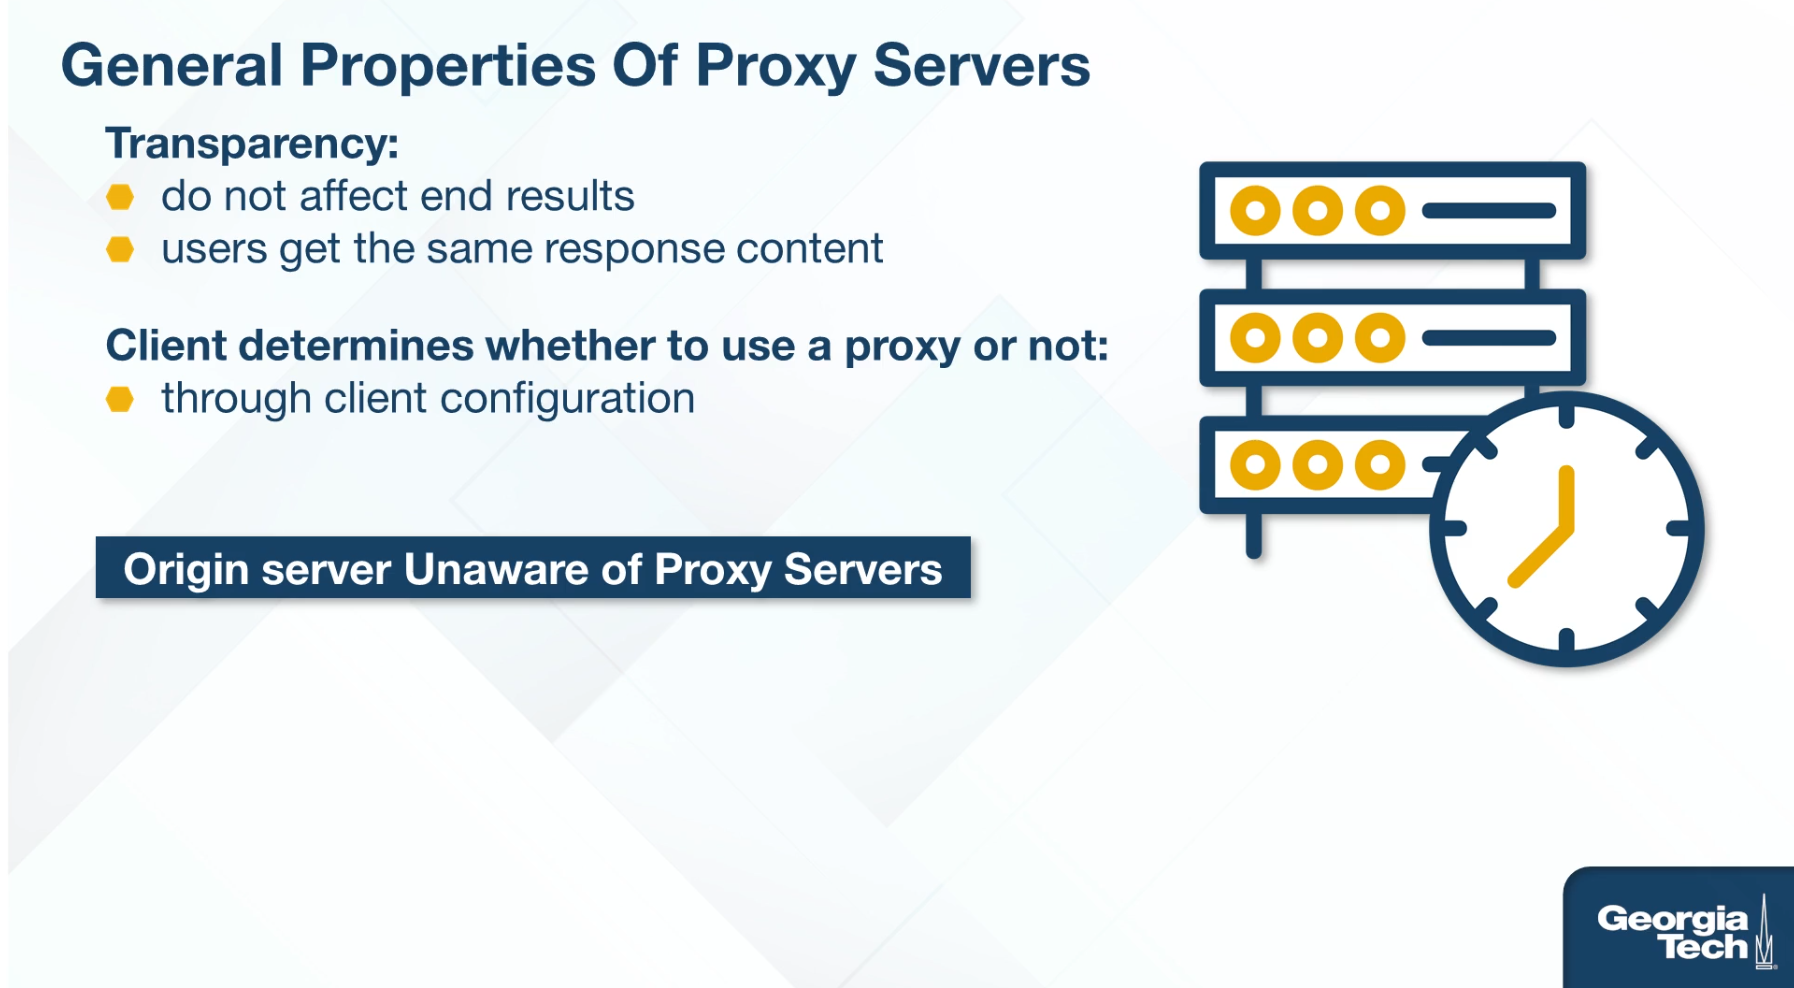 General Properties Of Proxy Servers
Transparency:
do not affect end results
users get the same response content
Client determines whether to use a proxy or not:
through client configuration
Origin server Unaware of Proxy Servers
Georgia
Tech